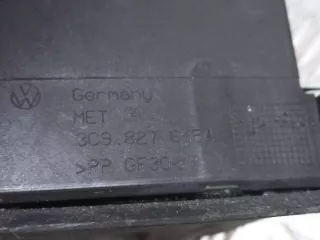 Germany
MET
3C9.827
>PP GF30<